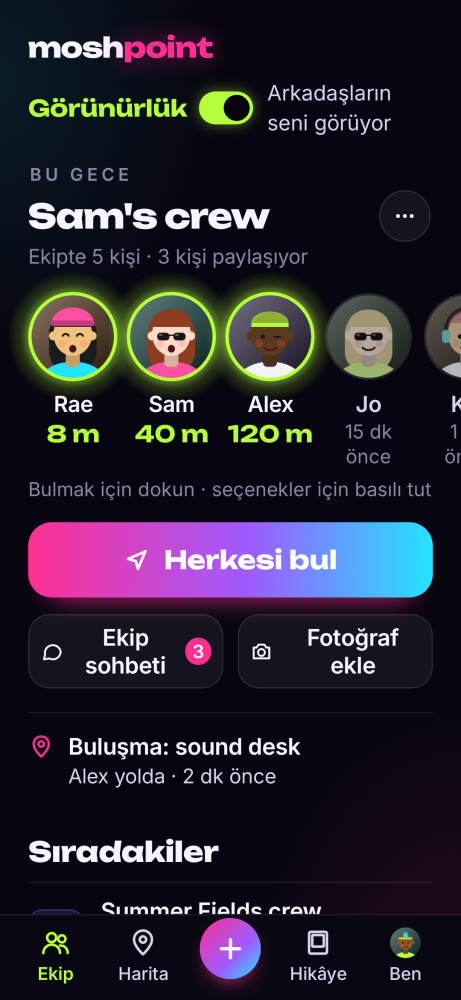 moshpoint
Görünürlük
Arkadaşların
seni görüyor
BU GECE
Sam's crew
Ekipte 5 kişi · 3 kişi paylaşıyor
Rae
Sam
Alex
Jo
8 m
40 m
120 m
15 dk
önce
Bulmak için dokun · seçenekler için basılı tut
Herkesi bul
Ekip
sohbeti
3
Fotoğraf
ekle
Buluşma: sound desk
Alex yolda · 2 dk önce
Sıradakiler
Summer Fields crew
Ekip
Harita
Hikâye
Ben